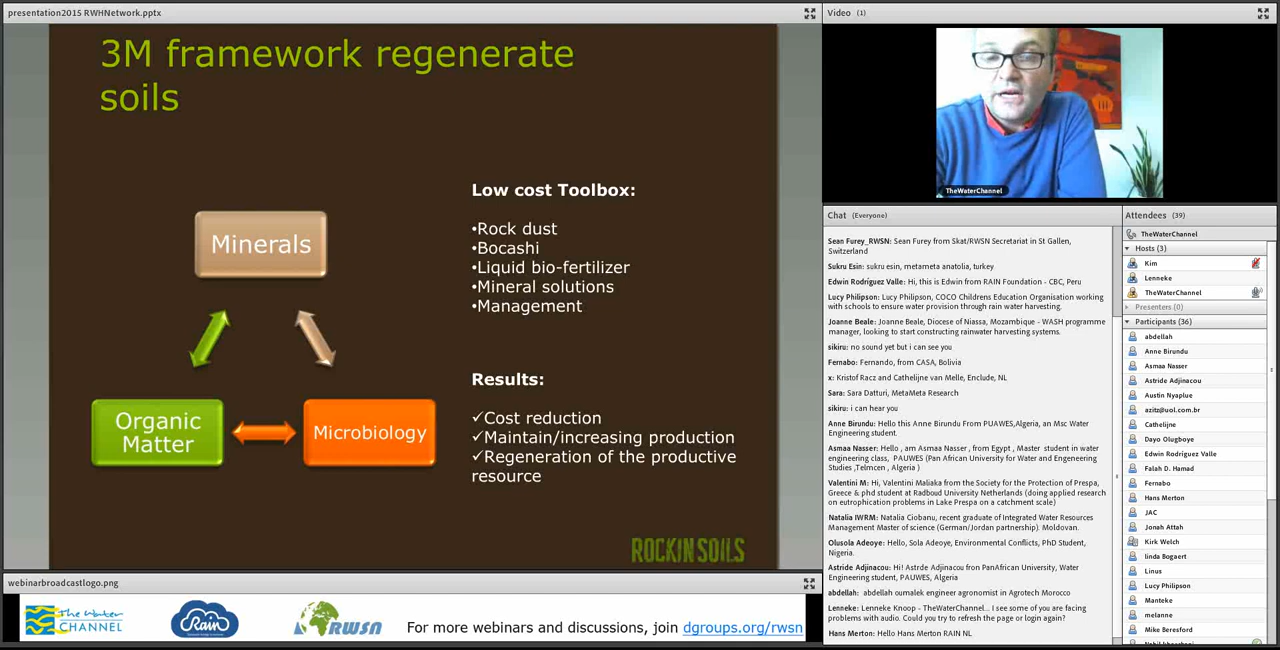 presentation2015 RWHNetwork.pptx
3M framework regenerate
soils
Minerals
Organic
Matter
Microbiology
Low cost Toolbox:
•Rock dust
•Bocashi
•Liquid bio-fertilizer
•Mineral solutions
•Management
Results:
✓Cost reduction
✓Maintain/increasing production
✓Regeneration of the productive
resource
ROCKINSOILS
webinarbroadcastlogo.png
The Water
CHANNEL
Rain
RWSN
For more webinars and discussions, join dgroups.org/rwsn
Video (1)
TheWaterChannel
Chat (Everyone)
Sean Furey_RWSN: Sean Furey from Skat/RWSN Secretariat in St Gallen,
Switzerland
Sukru Esin: sukru esin, metameta anatolia, turkey
Edwin Rodríguez Valle: Hi, this is Edwin from RAIN Foundation - CBC, Peru
Lucy Philipson: Lucy Philipson, COCO Childrens Education Organisation working
with schools to ensure water provision through rain water harvesting.
Joanne Beale: Joanne Beale, Diocese of Niassa, Mozambique - WASH programme
manager, looking to start constructing rainwater harvesting systems.
sikiru: no sound yet but i can see you
Fernabo: Fernando, from CASA, Bolivia
x: Kristof Racz and Cathelijne van Melle, Enclude, NL
Sara: Sara Datturi, MetaMeta Research
sikiru: i can hear you
Anne Birundu: Hello this Anne Birundu From PUAWES,Algeria, an Msc Water
Engineering student.
Asmaa Nasser: Hello , am Asmaa Nasser , from Egypt , Master student in water
engineering class, PAUWES (Pan African University for Water and Engeneering
Studies ,Telmcen , Algeria )
Valentini M: Hi, Valentini Maliaka from the Society for the Protection of Prespa,
Greece & phd student at Radboud University Netherlands (doing applied research
on eutrophication problems in Lake Prespa on a catchment scale)
Natalia IWRM: Natalia Ciobanu, recent graduate of Integrated Water Resources
Management Master of science (German/Jordan partnership). Moldovan.
Olusola Adeoye: Hello, Sola Adeoye, Environmental Conflicts, PhD Student,
Nigeria.
Astride Adjinacou: Hi! Astrde Adjinacou fron PanAfrican University, Water
Engineering student, PAUWES, Algeria
abdellah: abdellah oumalek engineer agronomist in Agrotech Morocco
Lenneke: Lenneke Knoop - TheWaterChannel... I see some of you are facing
problems with audio. Could you try to refresh the page or login again?
Hans Merton: Hello Hans Merton RAIN NL
Attendees (39)
TheWaterChannel
Hosts (3)
Kim
Lenneke
TheWaterChannel
Presenters (0)
Participants (36)
abdellah
Anne Birundu
Asmaa Nasser
Astride Adjinacou
Austin Nyaplue
azitz@uol.com.br
Cathelijne
Dayo Olugboye
Edwin Rodríguez Valle
Falah D. Hamad
Fernabo
Hans Merton
JAC
Jonah Attah
Kirk Welch
linda Bogaert
Linus
Lucy Philipson
Manteke
melanne
Mike Beresford